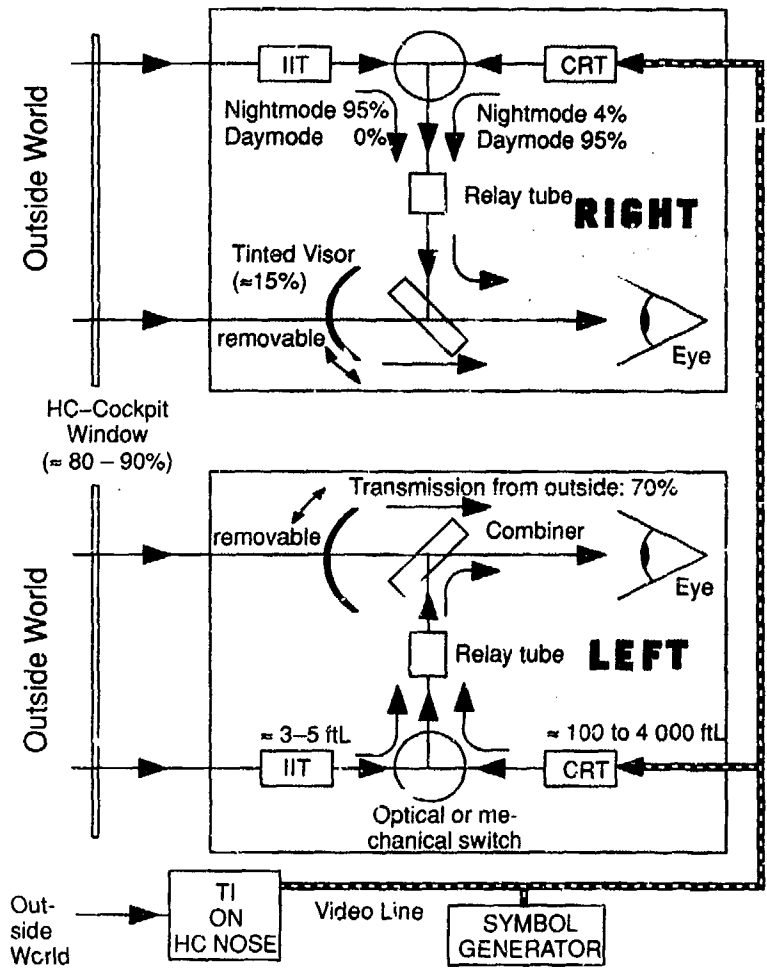 Outside World
IIT
CRT
Nightmode 95%
Daymode 0%
Nightmode 4%
Daymode 95%
Relay tube
RIGHT
Tinted Visor
(≈15%)
removable
Eye
HC–Cockpit
Window
(≈ 80 – 90%)
Transmission from outside: 70%
removable
Combiner
Eye
Outside World
Relay tube
LEFT
≈ 3–5 ftL
≈ 100 to 4 000 ftL
IIT
CRT
Optical or me-
chanical switch
Out-
side
World
TI
ON
HC NOSE
Video Line
SYMBOL
GENERATOR